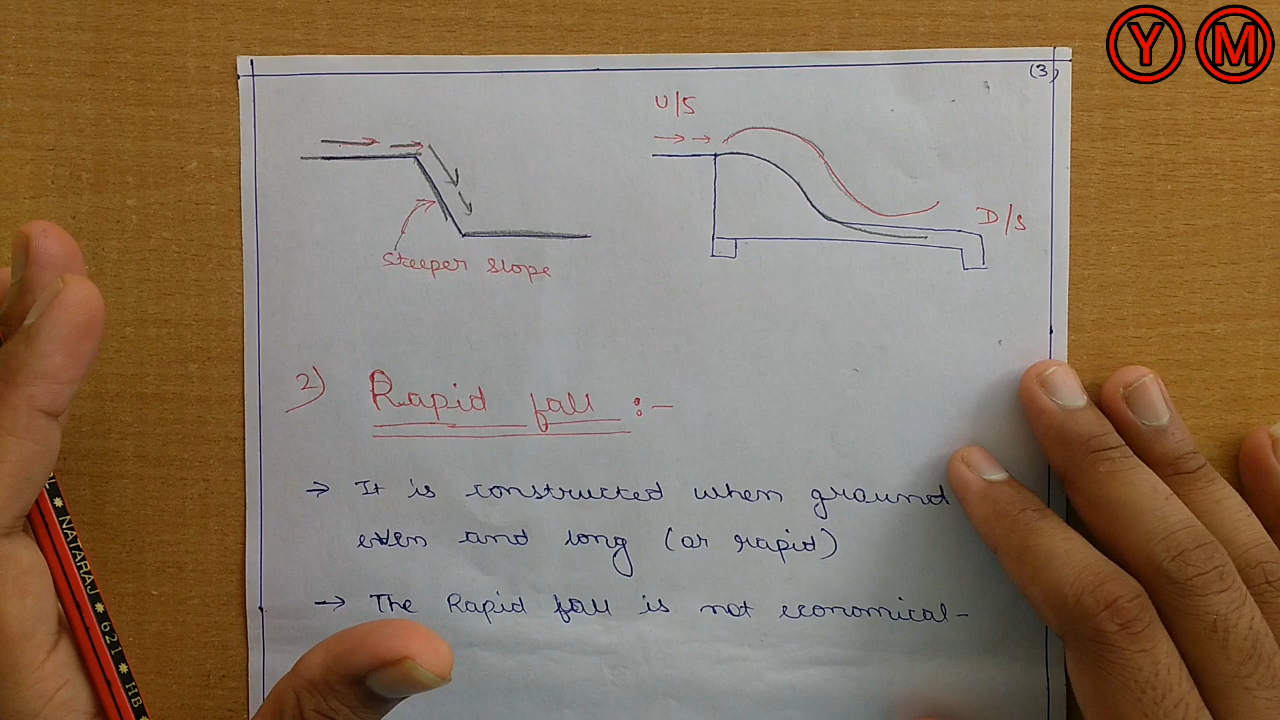 Y M
(3)
U/S
D/S
steeper slope
2) Rapid fall :-
→ It is constructed when ground
even and long (or rapid)
→ The Rapid fall is not economical-
NATARAJ ✷ 621 ✷ HB